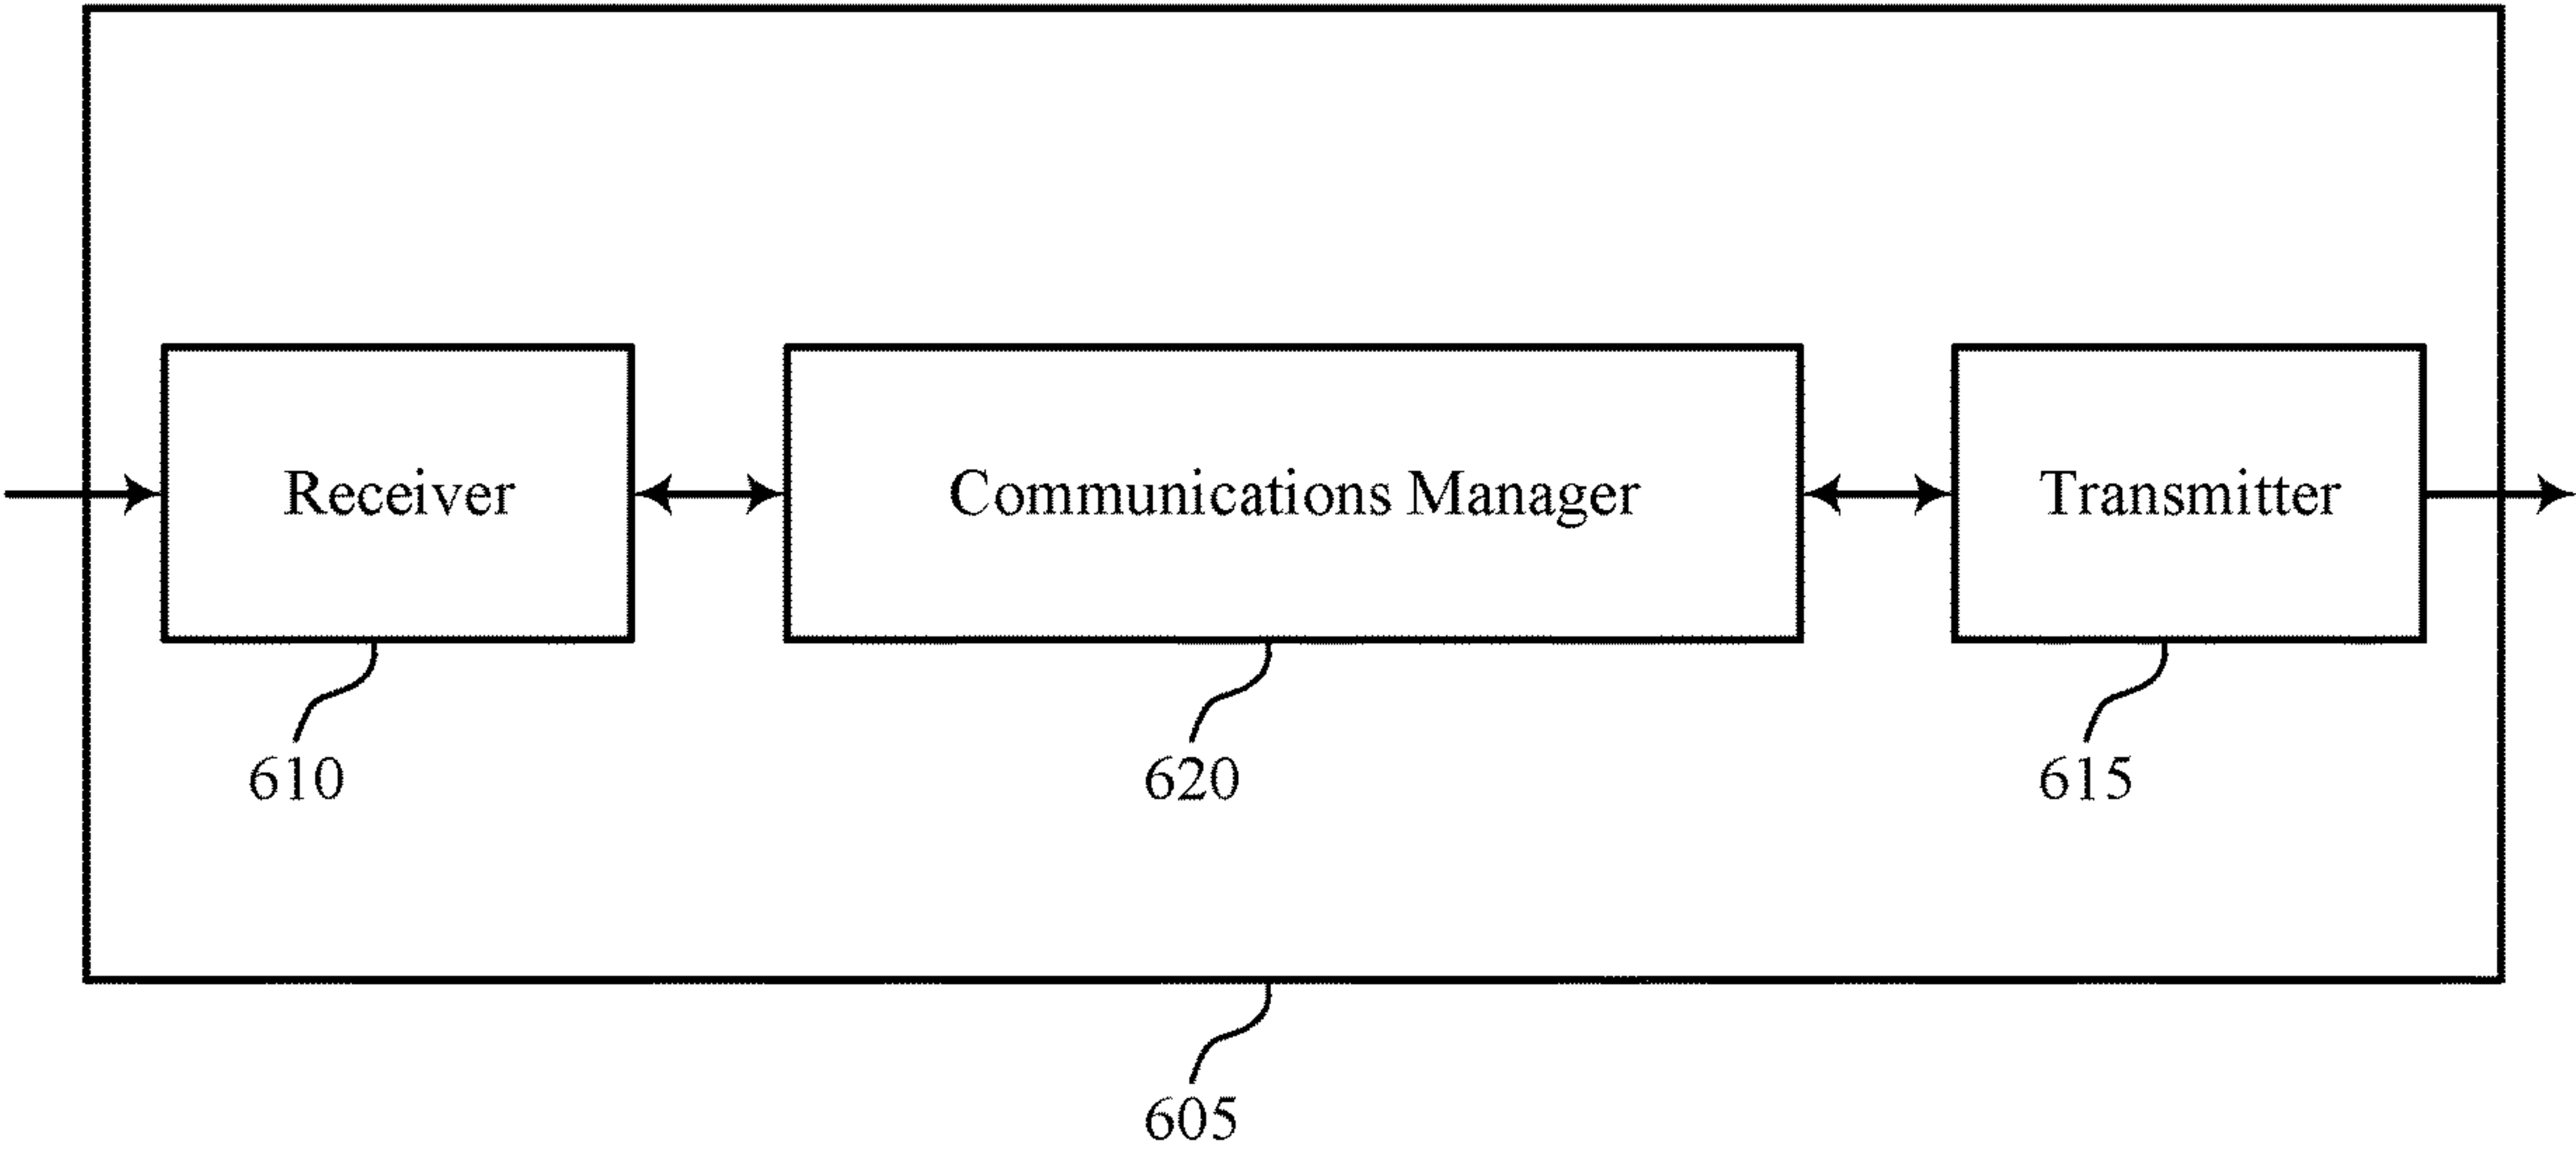 Receiver
Communications Manager
Transmitter
610
620
615
605